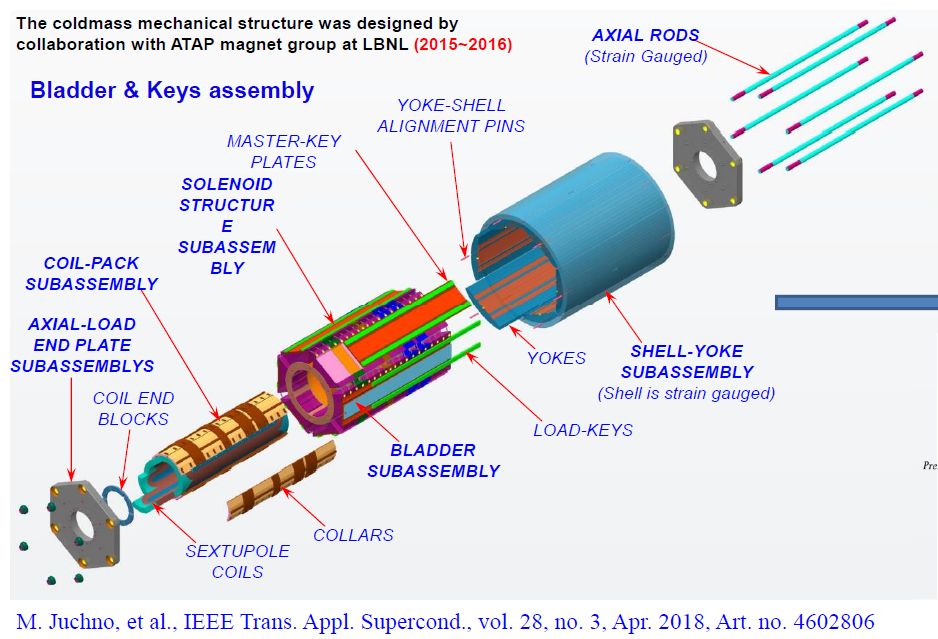 The coldmass mechanical structure was designed by
collaboration with ATAP magnet group at LBNL (2015~2016)
AXIAL RODS
(Strain Gauged)
Bladder & Keys assembly
YOKE-SHELL
ALIGNMENT PINS
MASTER-KEY
PLATES
SOLENOID
STRUCTUR
E
SUBASSEM
BLY
COIL-PACK
SUBASSEMBLY
AXIAL-LOAD
END PLATE
SUBASSEMBLYS
COIL END
BLOCKS
YOKES
SHELL-YOKE
SUBASSEMBLY
(Shell is strain gauged)
LOAD-KEYS
BLADDER
SUBASSEMBLY
Pre
COLLARS
SEXTUPOLE
COILS
M. Juchno, et al., IEEE Trans. Appl. Supercond., vol. 28, no. 3, Apr. 2018, Art. no. 4602806